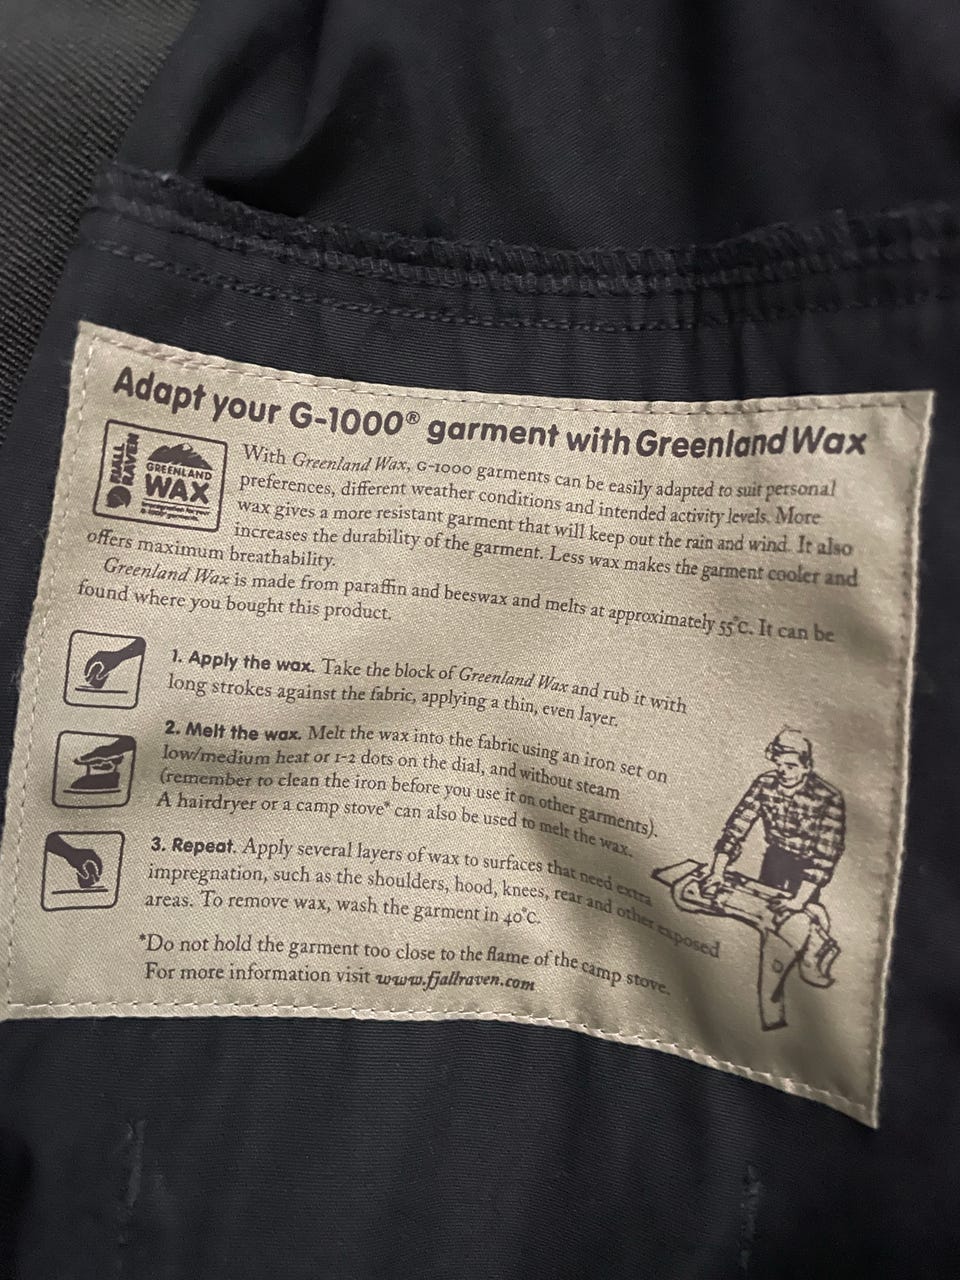 Adapt your G-1000® garment with Greenland Wax
FJALL
RAVEN
GREENLAND
WAX
With Greenland Wax, G-1000 garments can be easily adapted to suit personal
preferences, different weather conditions and intended activity levels. More
wax gives a more resistant garment that will keep out the rain and wind. It also
increases the durability of the garment. Less wax makes the garment cooler and
offers maximum breathability.
Greenland Wax is made from paraffin and beeswax and melts at approximately 55°C. It can be
found where you bought this product.
1. Apply the wax. Take the block of Greenland Wax and rub it with
long strokes against the fabric, applying a thin, even layer.
2. Melt the wax. Melt the wax into the fabric using an iron set on
low/medium heat or 1-2 dots on the dial, and without steam
(remember to clean the iron before you use it on other garments).
A hairdryer or a camp stove* can also be used to melt the wax.
3. Repeat. Apply several layers of wax to surfaces that need extra
impregnation, such as the shoulders, hood, knees, rear and other exposed
areas. To remove wax, wash the garment in 40°C.
*Do not hold the garment too close to the flame of the camp stove.
For more information visit www.fjallraven.com